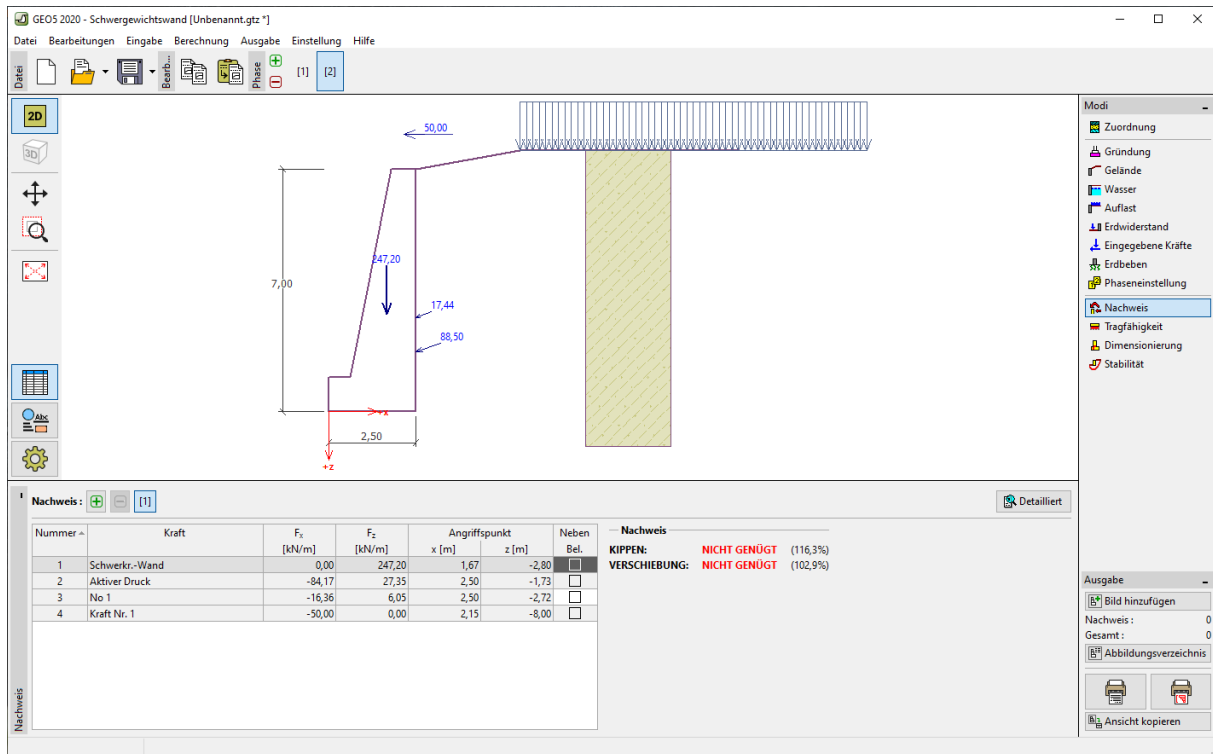 GEO5 2020 - Schwergewichtswand [Unbenannt.gtz *]
Datei Bearbeitungen Eingabe Berechnung Ausgabe Einstellung Hilfe
Datei
Bearb...
Phase
[1] [2]
2D
3D
Abc
50,00
247,20
7,00
17,44
88,50
+x
2,50
+z
Modi
Zuordnung
Gründung
Gelände
Wasser
Auflast
Erdwiderstand
Eingegebene Kräfte
Erdbeben
Phaseneinstellung
Nachweis
Tragfähigkeit
Dimensionierung
Stabilität
Nachweis
Nachweis : [1] Detailliert
Nummer Kraft Fx Fz Angriffspunkt Neben
[kN/m] [kN/m] x [m] z [m] Bel.
1 Schwerkr.-Wand 0,00 247,20 1,67 -2,80
2 Aktiver Druck -84,17 27,35 2,50 -1,73
3 No 1 -16,36 6,05 2,50 -2,72
4 Kraft Nr. 1 -50,00 0,00 2,15 -8,00
Nachweis
KIPPEN: NICHT GENÜGT (116,3%)
VERSCHIEBUNG: NICHT GENÜGT (102,9%)
Ausgabe
Bild hinzufügen
Nachweis : 0
Gesamt : 0
Abbildungsverzeichnis
Ansicht kopieren